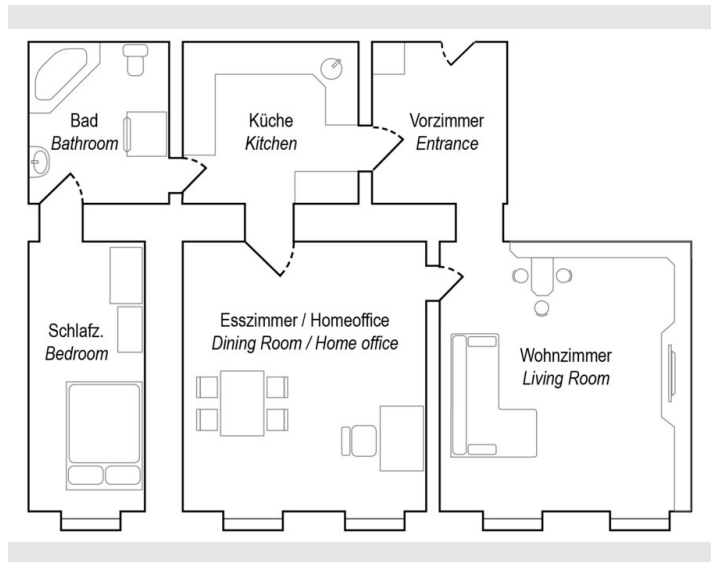 Bad
Bathroom
Küche
Kitchen
Vorzimmer
Entrance
Schlafz.
Bedroom
Esszimmer / Homeoffice
Dining Room / Home office
Wohnzimmer
Living Room